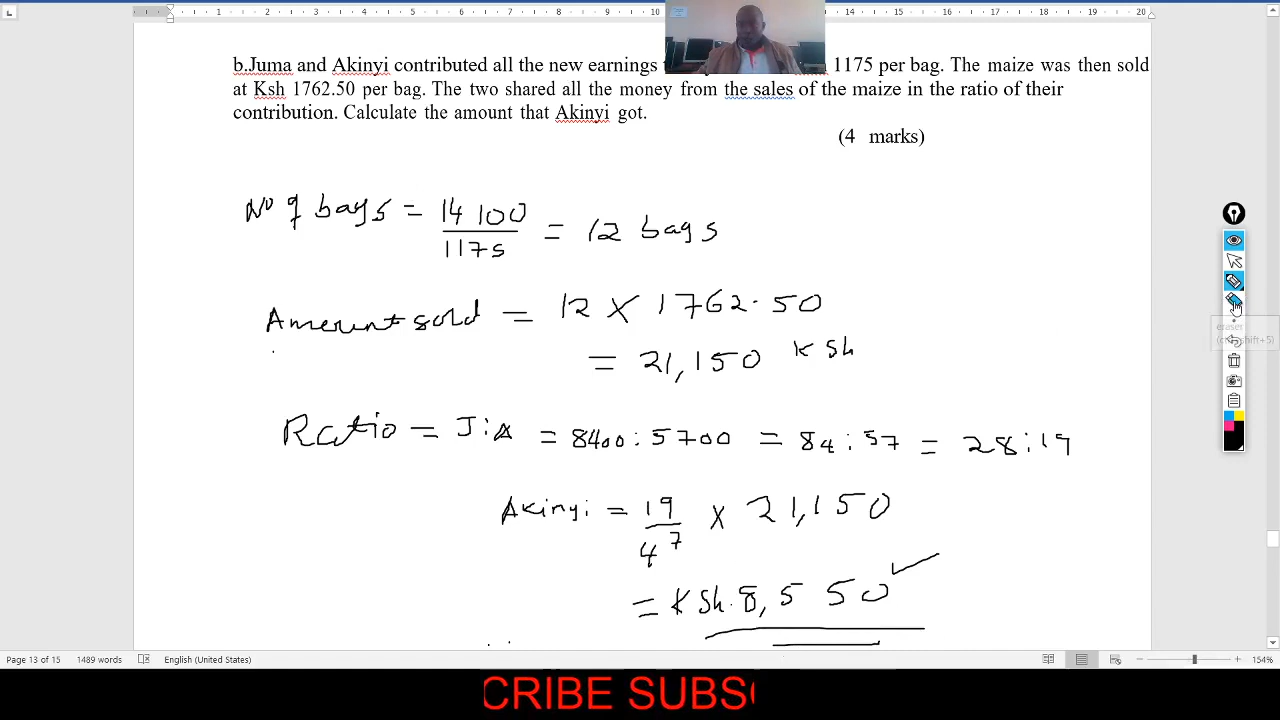 b.Juma and Akinyi contributed all the new earnings 1175 per bag. The maize was then sold
at Ksh 1762.50 per bag. The two shared all the money from the sales of the maize in the ratio of their
contribution. Calculate the amount that Akinyi got.
(4 marks)
No of bags = 14 100 / 1175 = 12 bags
Amount sold = 12 × 1762.50
= 21,150 Ksh
Ratio = J:A = 8400:5700 = 84:57 = 28:19
Akinyi = 19/47 × 21,150
= Ksh. 8,550 ✓
eraser
Page 13 of 15 1489 words English (United States) 154%
CRIBE SUBS